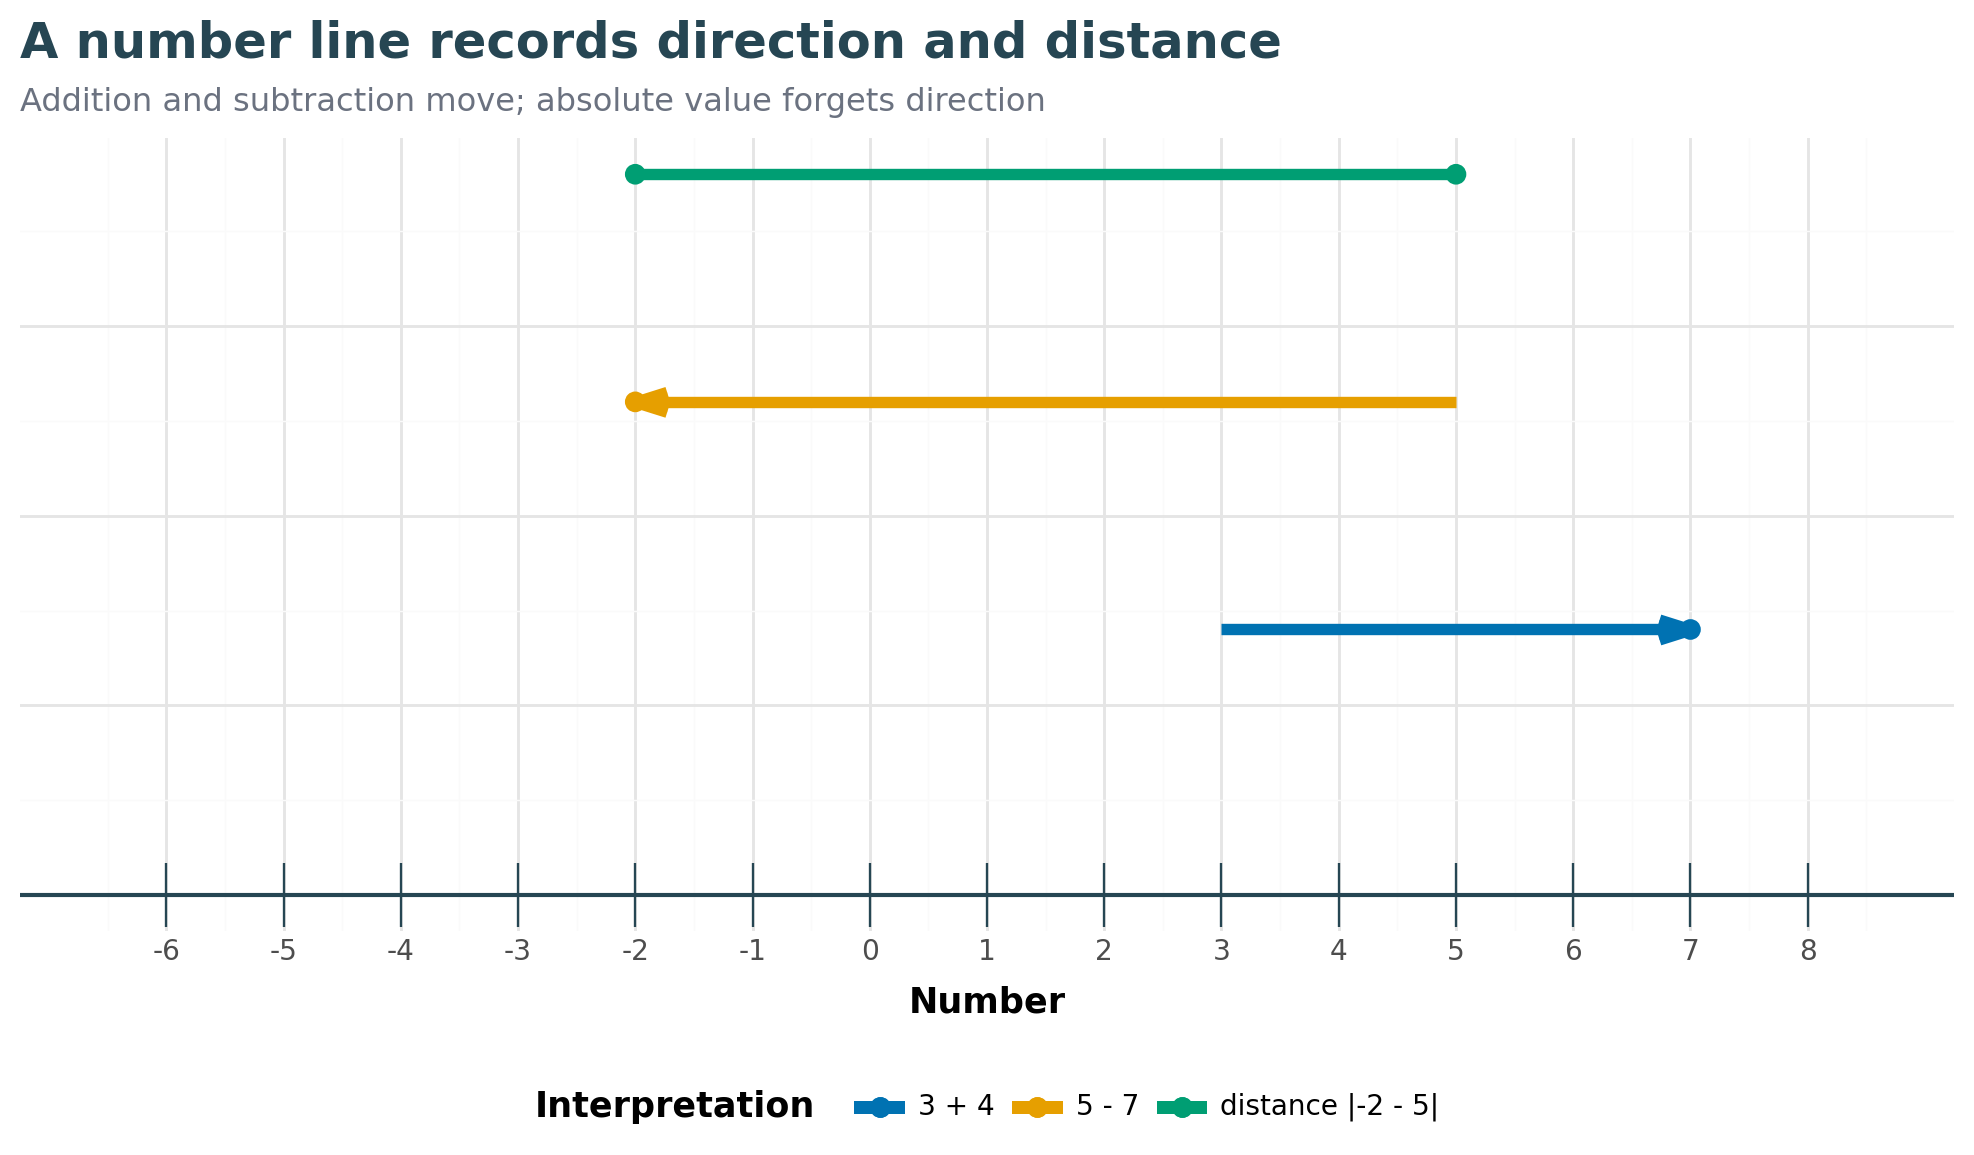 A number line records direction and distance
Addition and subtraction move; absolute value forgets direction
-6 -5 -4 -3 -2 -1 0 1 2 3 4 5 6 7 8
Number
Interpretation 3 + 4 5 - 7 distance |-2 - 5|